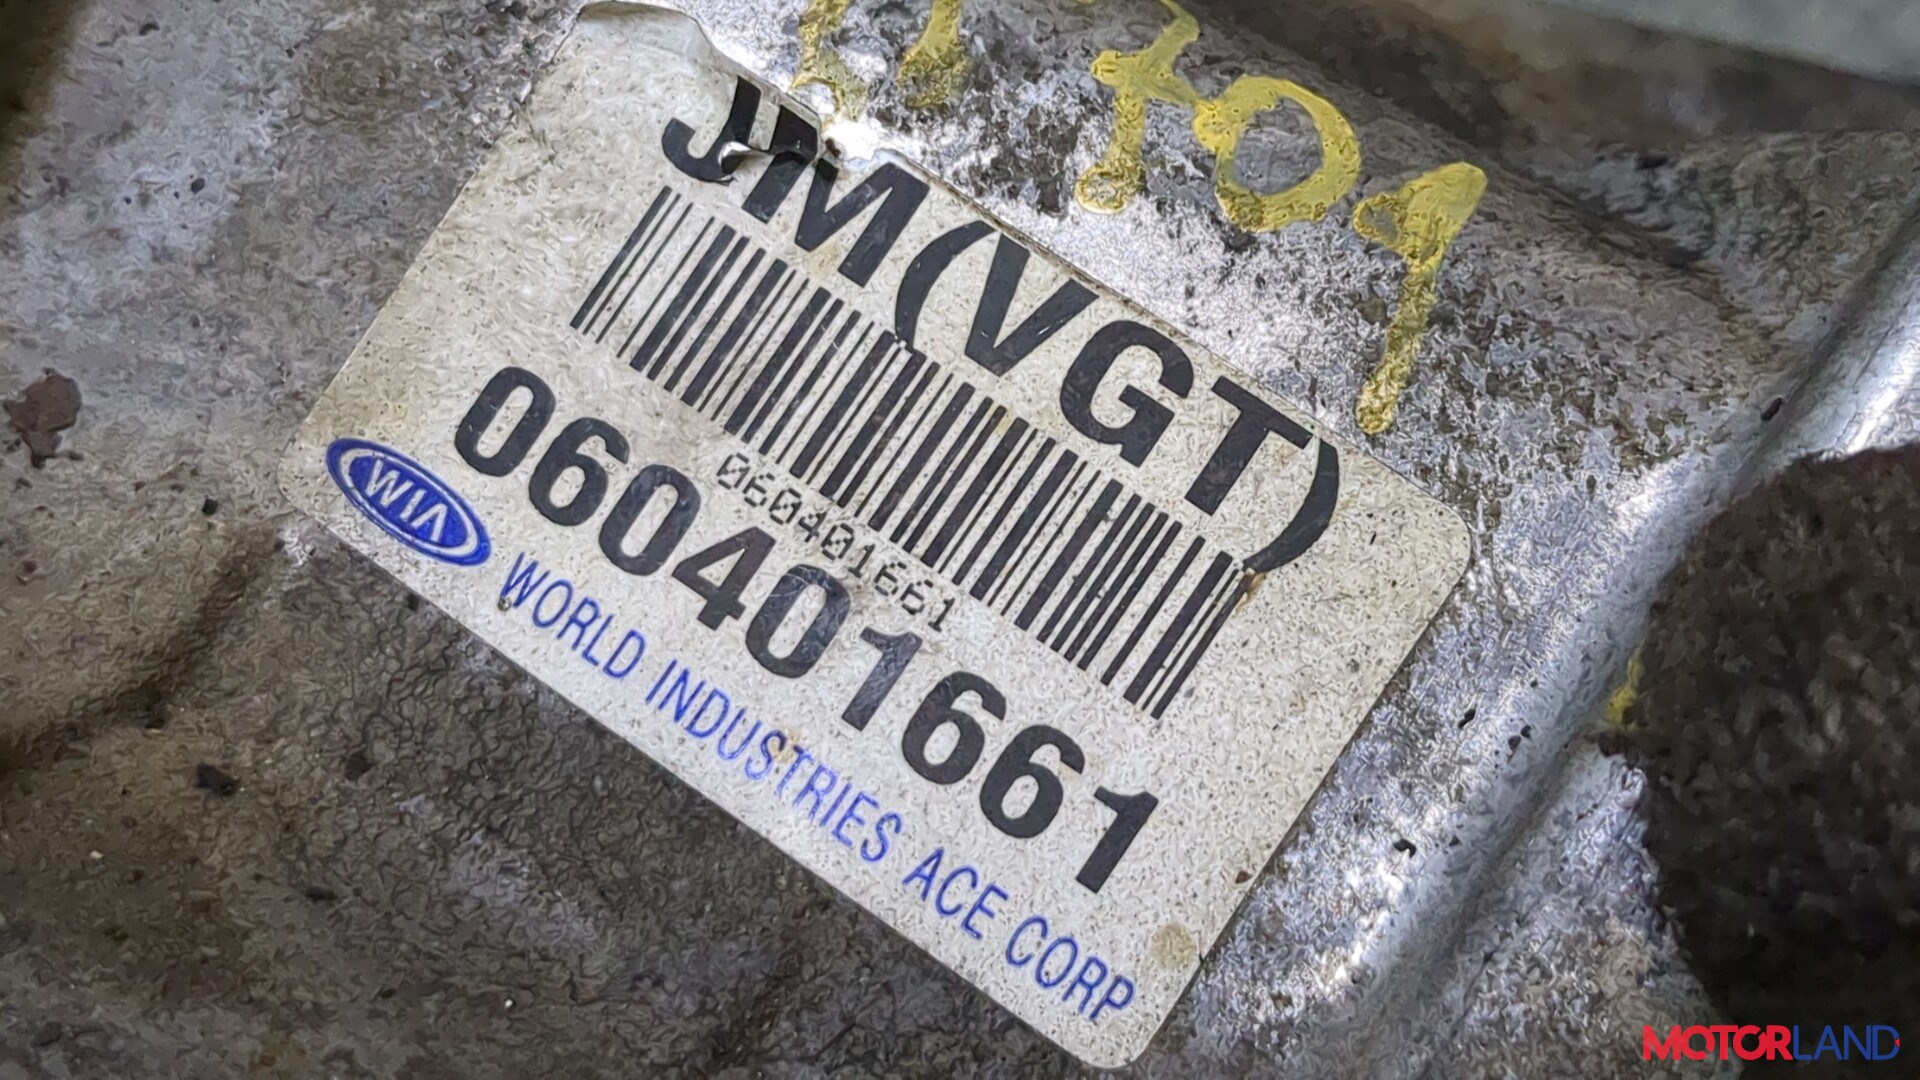 JM(VGT)
060401661
060401661
WIA
WORLD INDUSTRIES ACE CORP
MOTORLAND